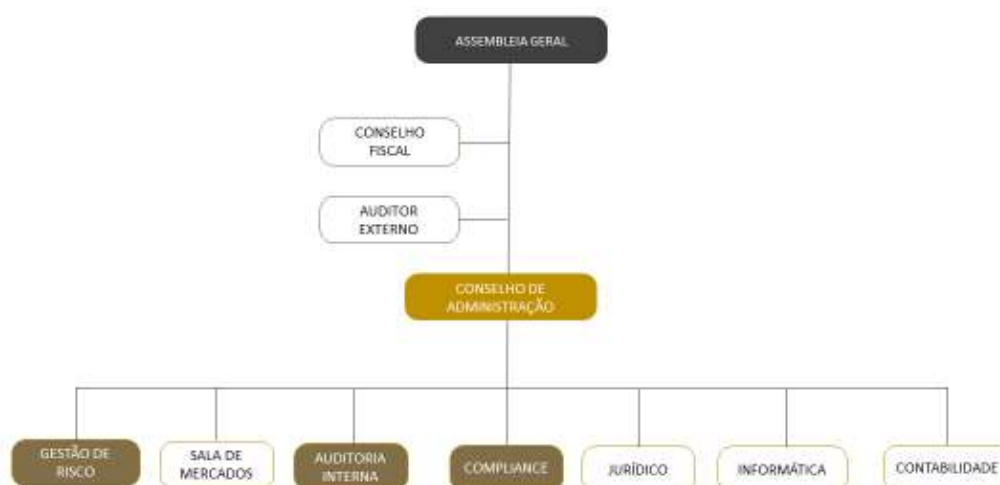 ASSEMBLEIA GERAL
CONSELHO
FISCAL
AUDITOR
EXTERNO
CONSELHO DE
ADMINISTRAÇÃO
GESTÃO DE
RISCO
SALA DE
MERCADOS
AUDITORIA
INTERNA
COMPLIANCE
JURÍDICO
INFORMÁTICA
CONTABILIDADE